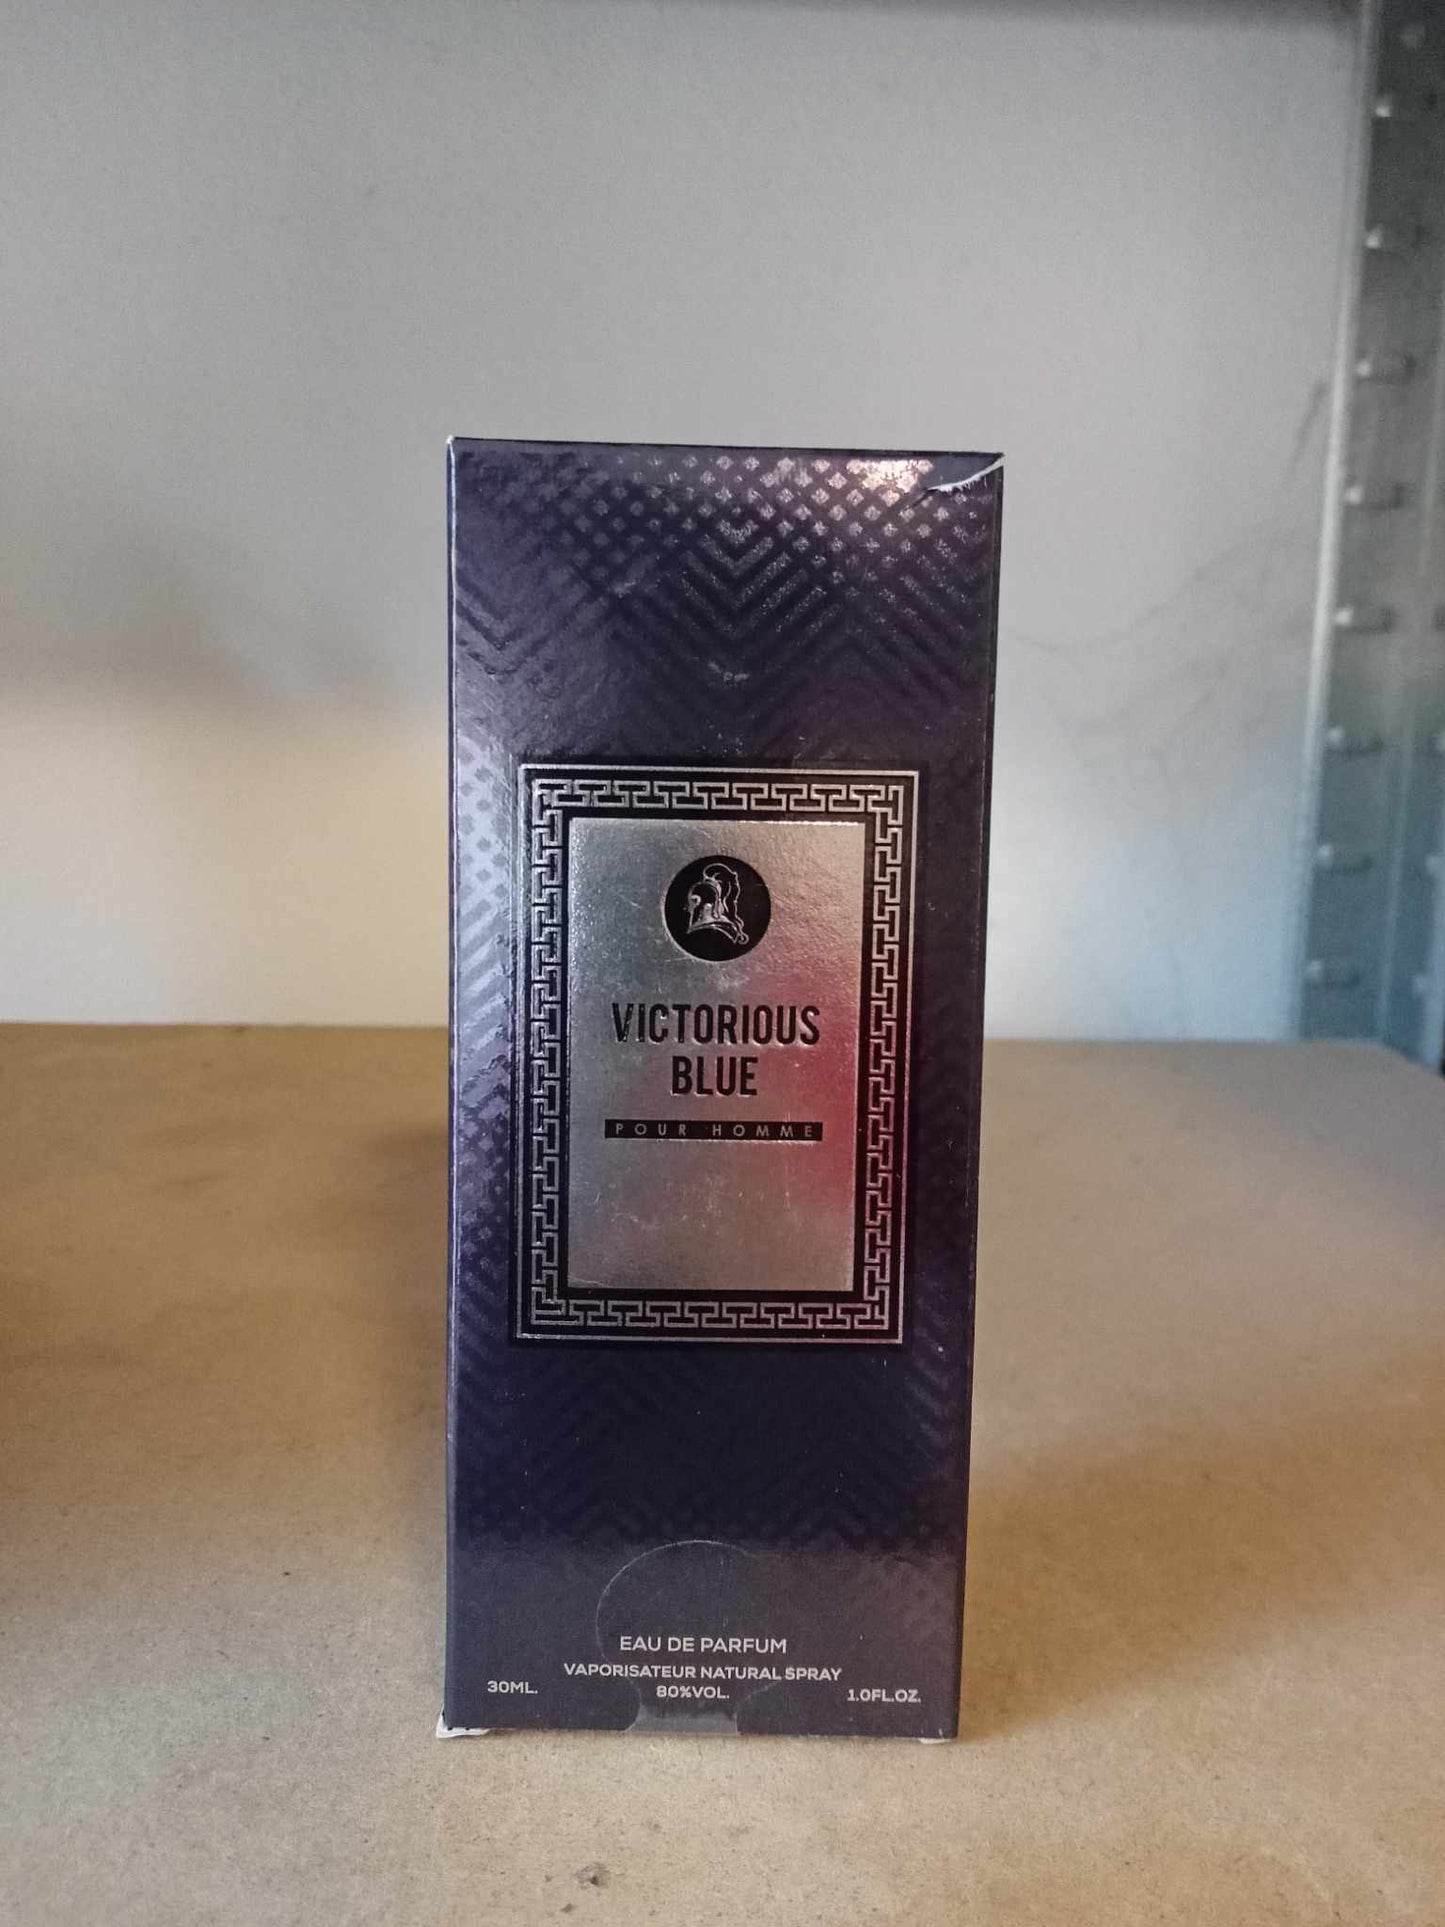 VICTORIOUS
BLUE
POUR HOMME
EAU DE PARFUM
VAPORISATEUR NATURAL SPRAY
30ML. 80%VOL. 1.0FL.OZ.